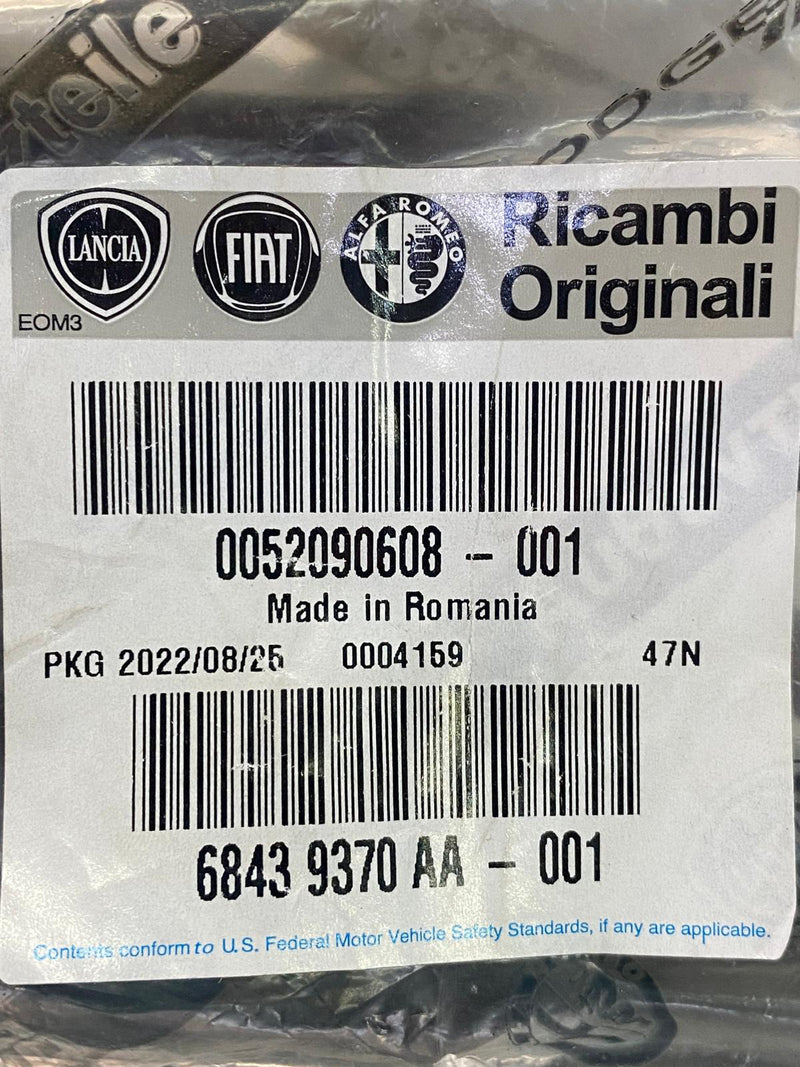 teile
DODGE
LANCIA
FIAT
ALFA ROMEO
Ricambi
Originali
EOM3
0052090608 - 001
Made in Romania
PKG 2022/08/25 0004159 47N
6843 9370 AA - 001
Contents conform to U.S. Federal Motor Vehicle Safety Standards, if any are applicable.